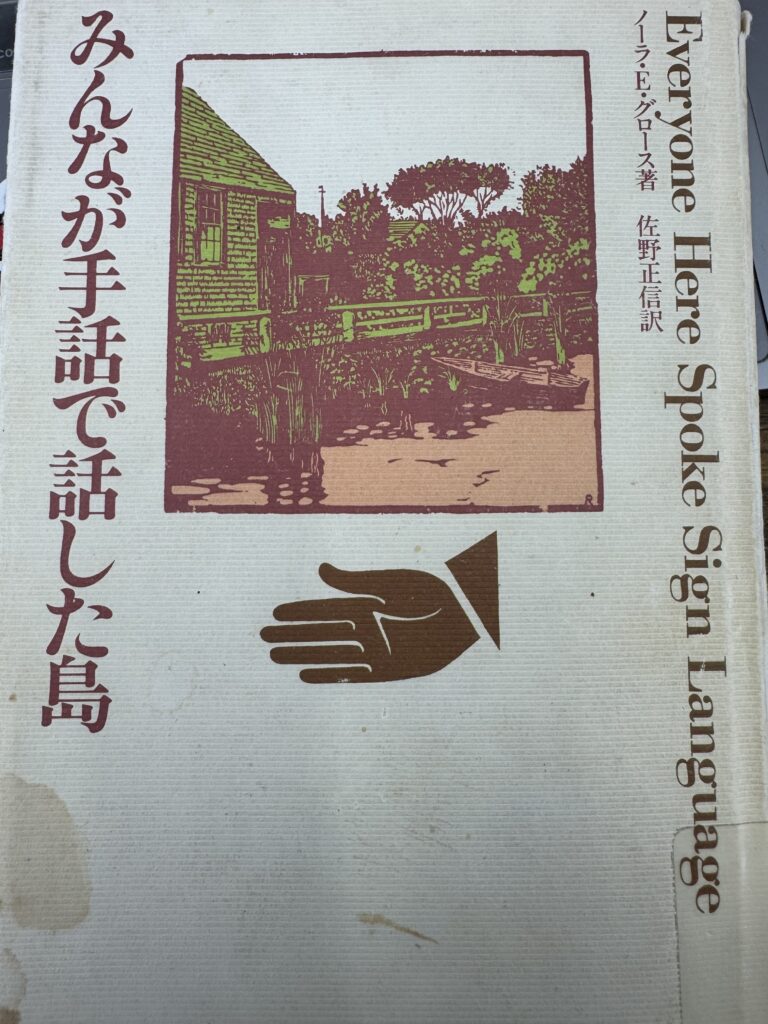 Everyone Here Spoke Sign Language
ノーラ・E・グロース著　佐野正信訳
みんなが手話で話した島
R